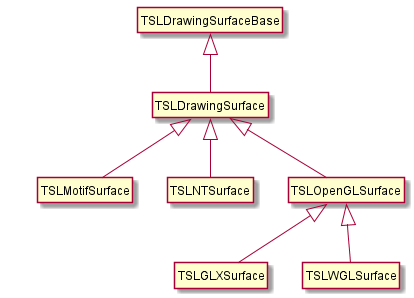 TSLDrawingSurfaceBase
TSLDrawingSurface
TSLMotifSurface
TSLNTSurface
TSLOpenGLSurface
TSLGLXSurface
TSLWGLSurface